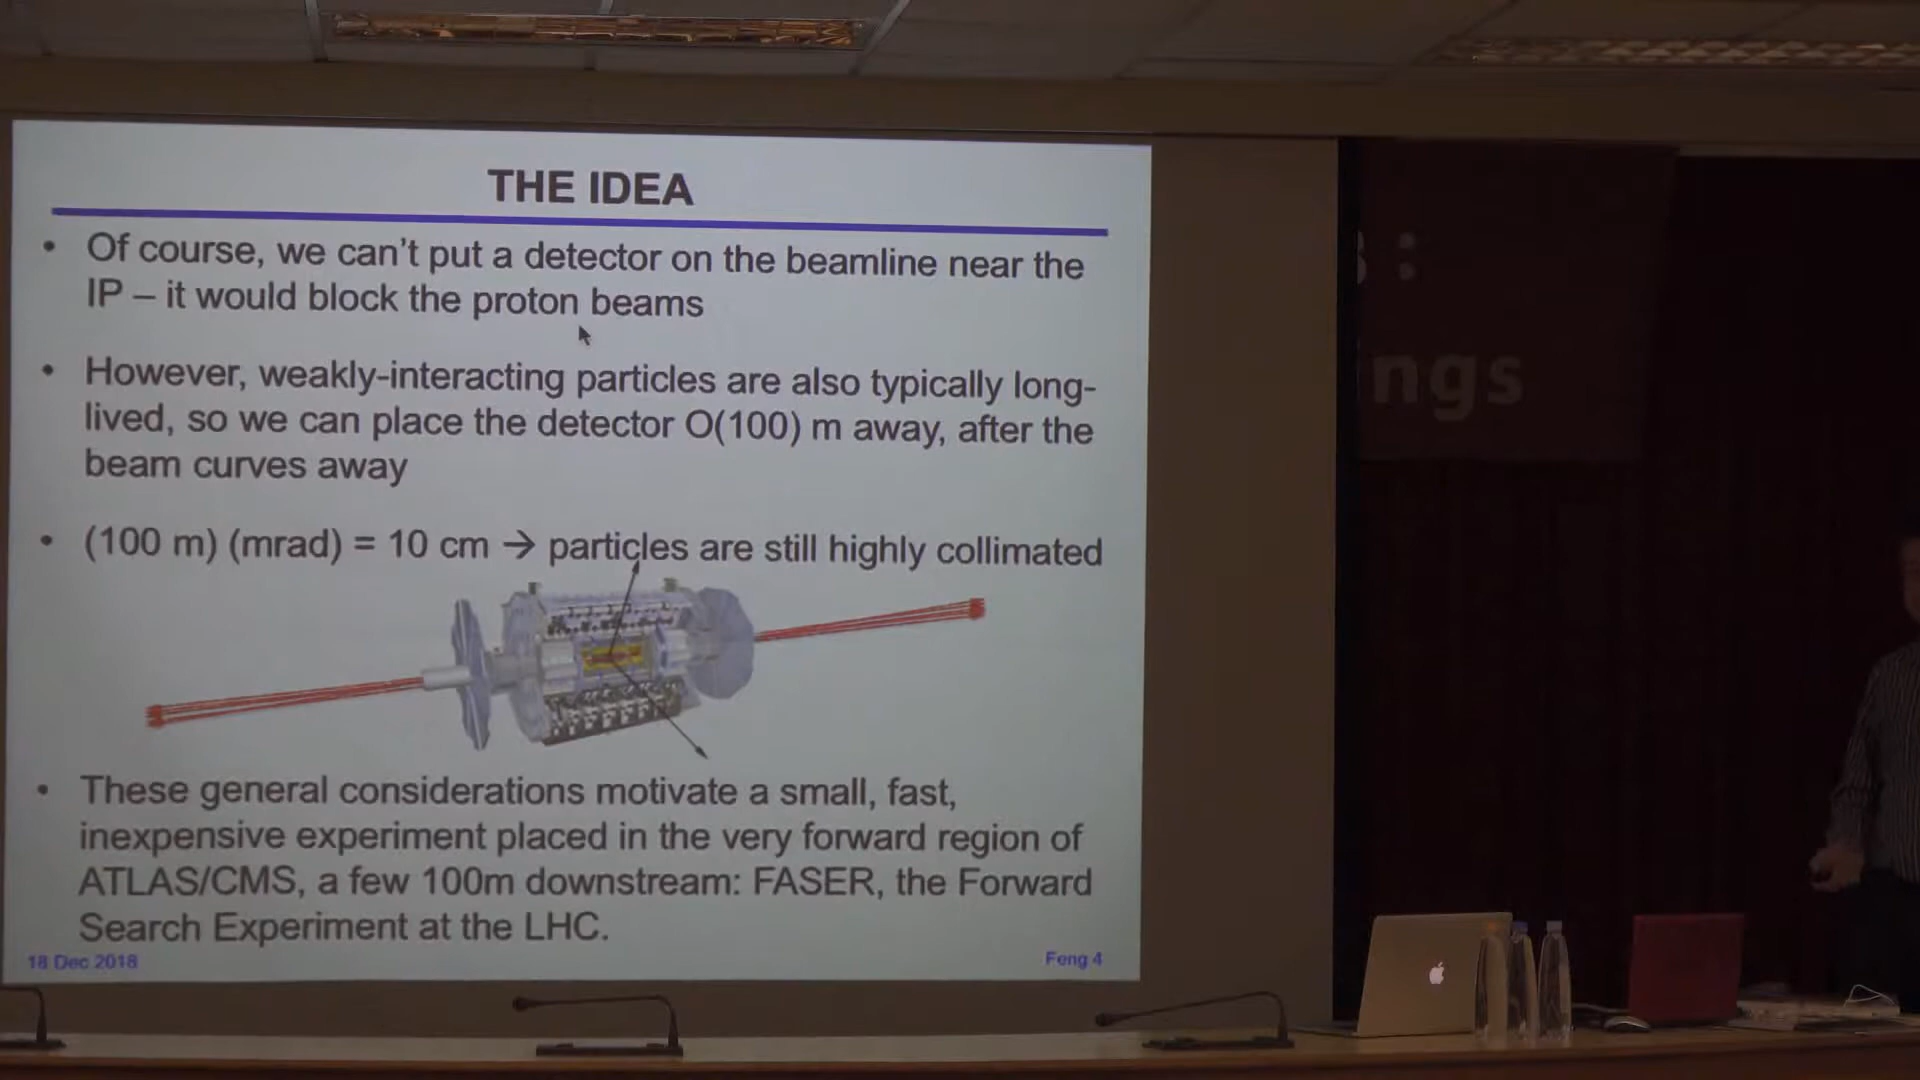 THE IDEA
• Of course, we can't put a detector on the beamline near the
IP – it would block the proton beams
• However, weakly-interacting particles are also typically long-
lived, so we can place the detector O(100) m away, after the
beam curves away
• (100 m) (mrad) = 10 cm → particles are still highly collimated
• These general considerations motivate a small, fast,
inexpensive experiment placed in the very forward region of
ATLAS/CMS, a few 100m downstream: FASER, the Forward
Search Experiment at the LHC.
18 Dec 2018
Feng 4
s:
ngs